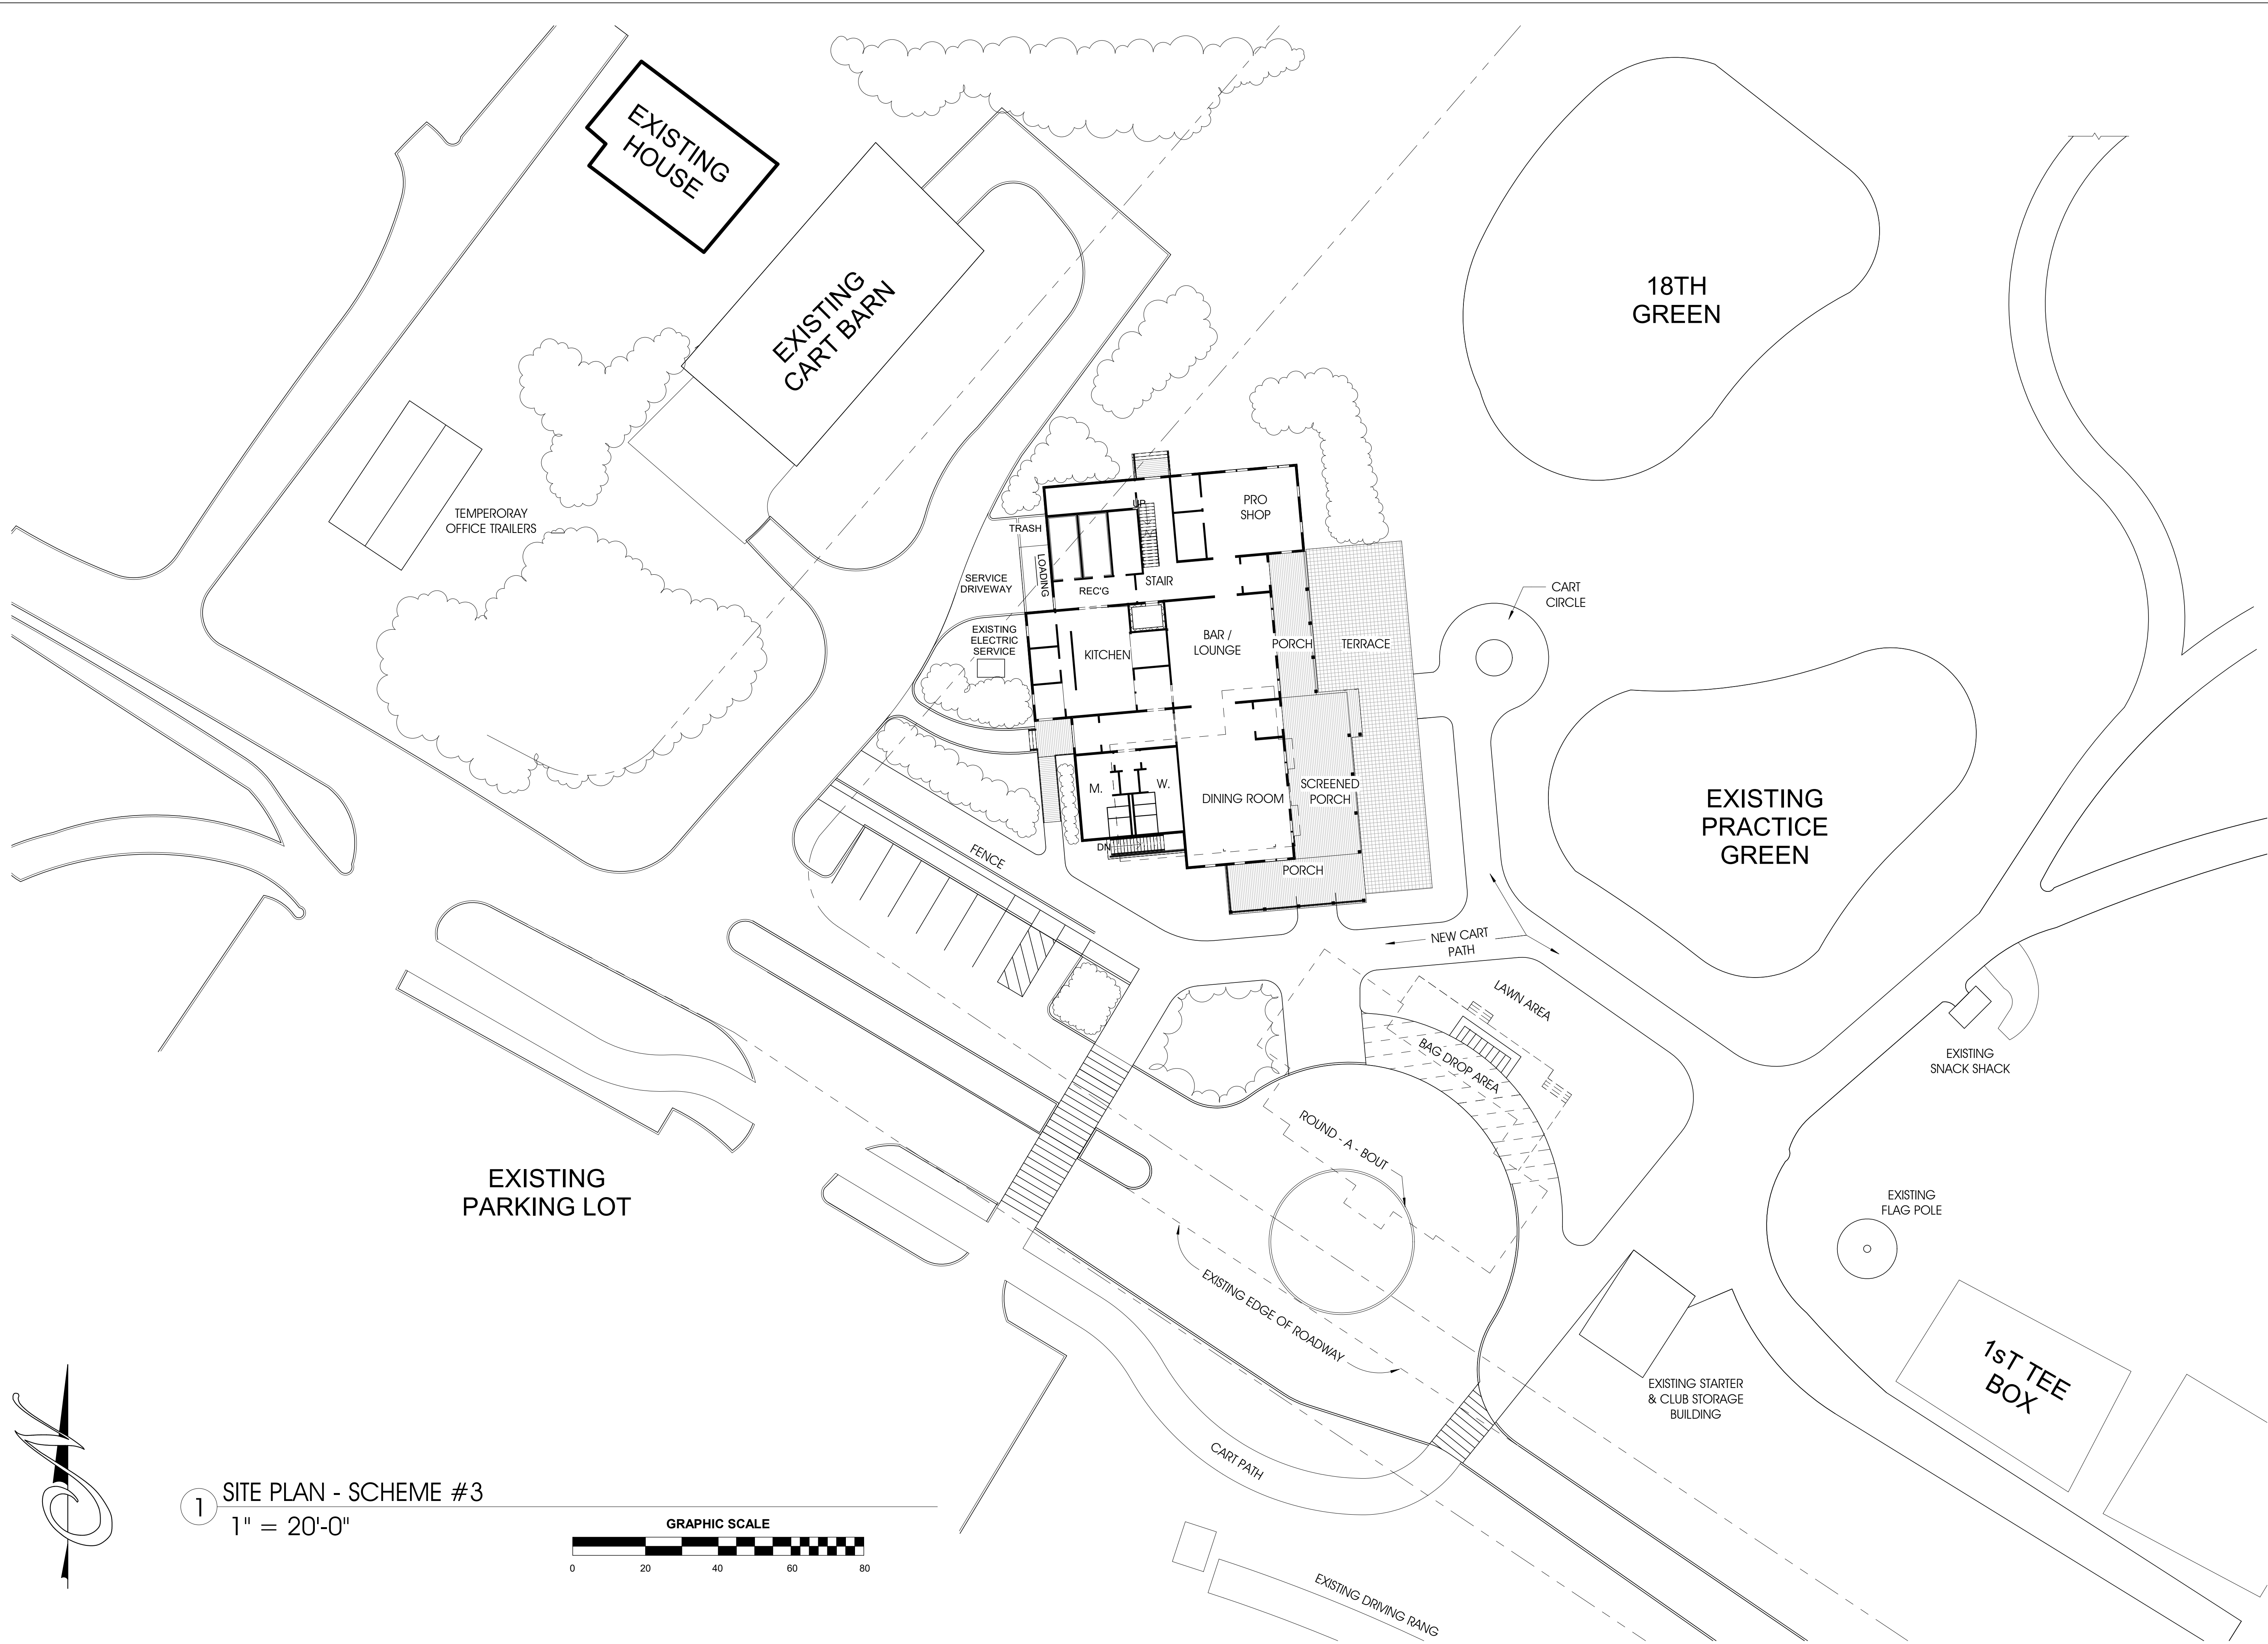 EXISTING
HOUSE
EXISTING
CART BARN
18TH
GREEN
TEMPERORAY
OFFICE TRAILERS
UP
PRO
SHOP
TRASH
LOADING
SERVICE
DRIVEWAY
REC'G
STAIR
CART
CIRCLE
EXISTING
ELECTRIC
SERVICE
KITCHEN
BAR /
LOUNGE
PORCH
TERRACE
M.
W.
DINING ROOM
SCREENED
PORCH
EXISTING
PRACTICE
GREEN
DN
FENCE
PORCH
NEW CART
PATH
LAWN AREA
BAG DROP AREA
EXISTING
SNACK SHACK
ROUND - A - BOUT
EXISTING
PARKING LOT
EXISTING
FLAG POLE
EXISTING EDGE OF ROADWAY
1sT TEE
BOX
EXISTING STARTER
& CLUB STORAGE
BUILDING
CART PATH
1
SITE PLAN - SCHEME #3
1" = 20'-0"
GRAPHIC SCALE
0 20 40 60 80
EXISTING DRIVING RANG